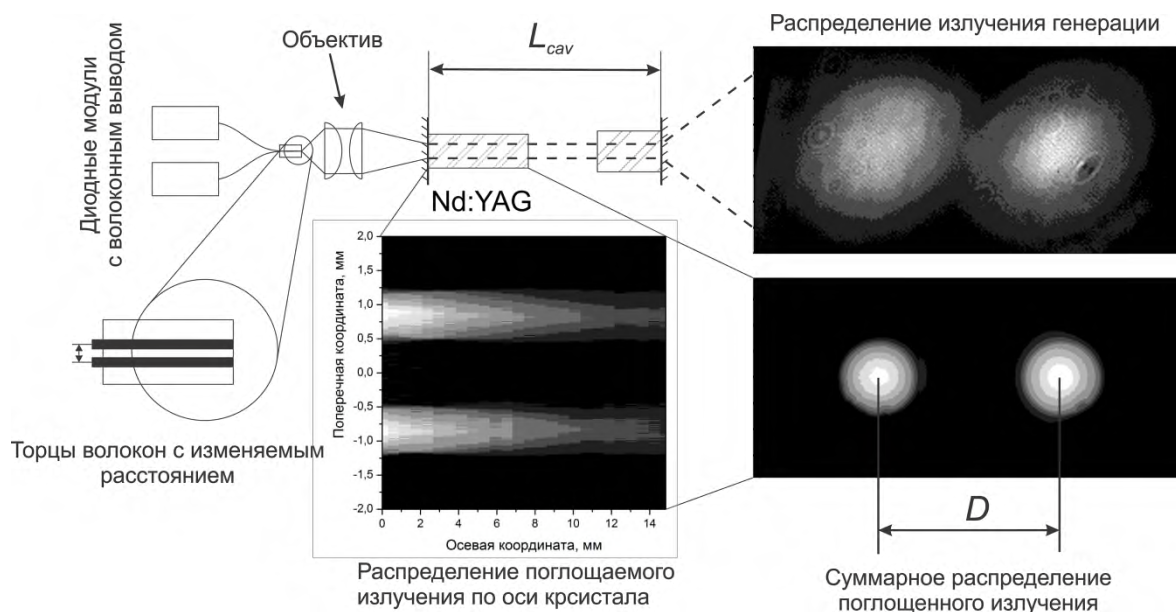 Диодные модули
с волоконным выводом
Объектив
L_cav
Распределение излучения генерации
Nd:YAG
Торцы волокон с изменяемым
расстоянием
Поперечная координата, мм
2,0
1,5
1,0
0,5
0,0
-0,5
-1,0
-1,5
-2,0
0 2 4 6 8 10 12 14
Осевая координата, мм
Распределение поглощаемого
излучения по оси крсистала
D
Суммарное распределение
поглощенного излучения